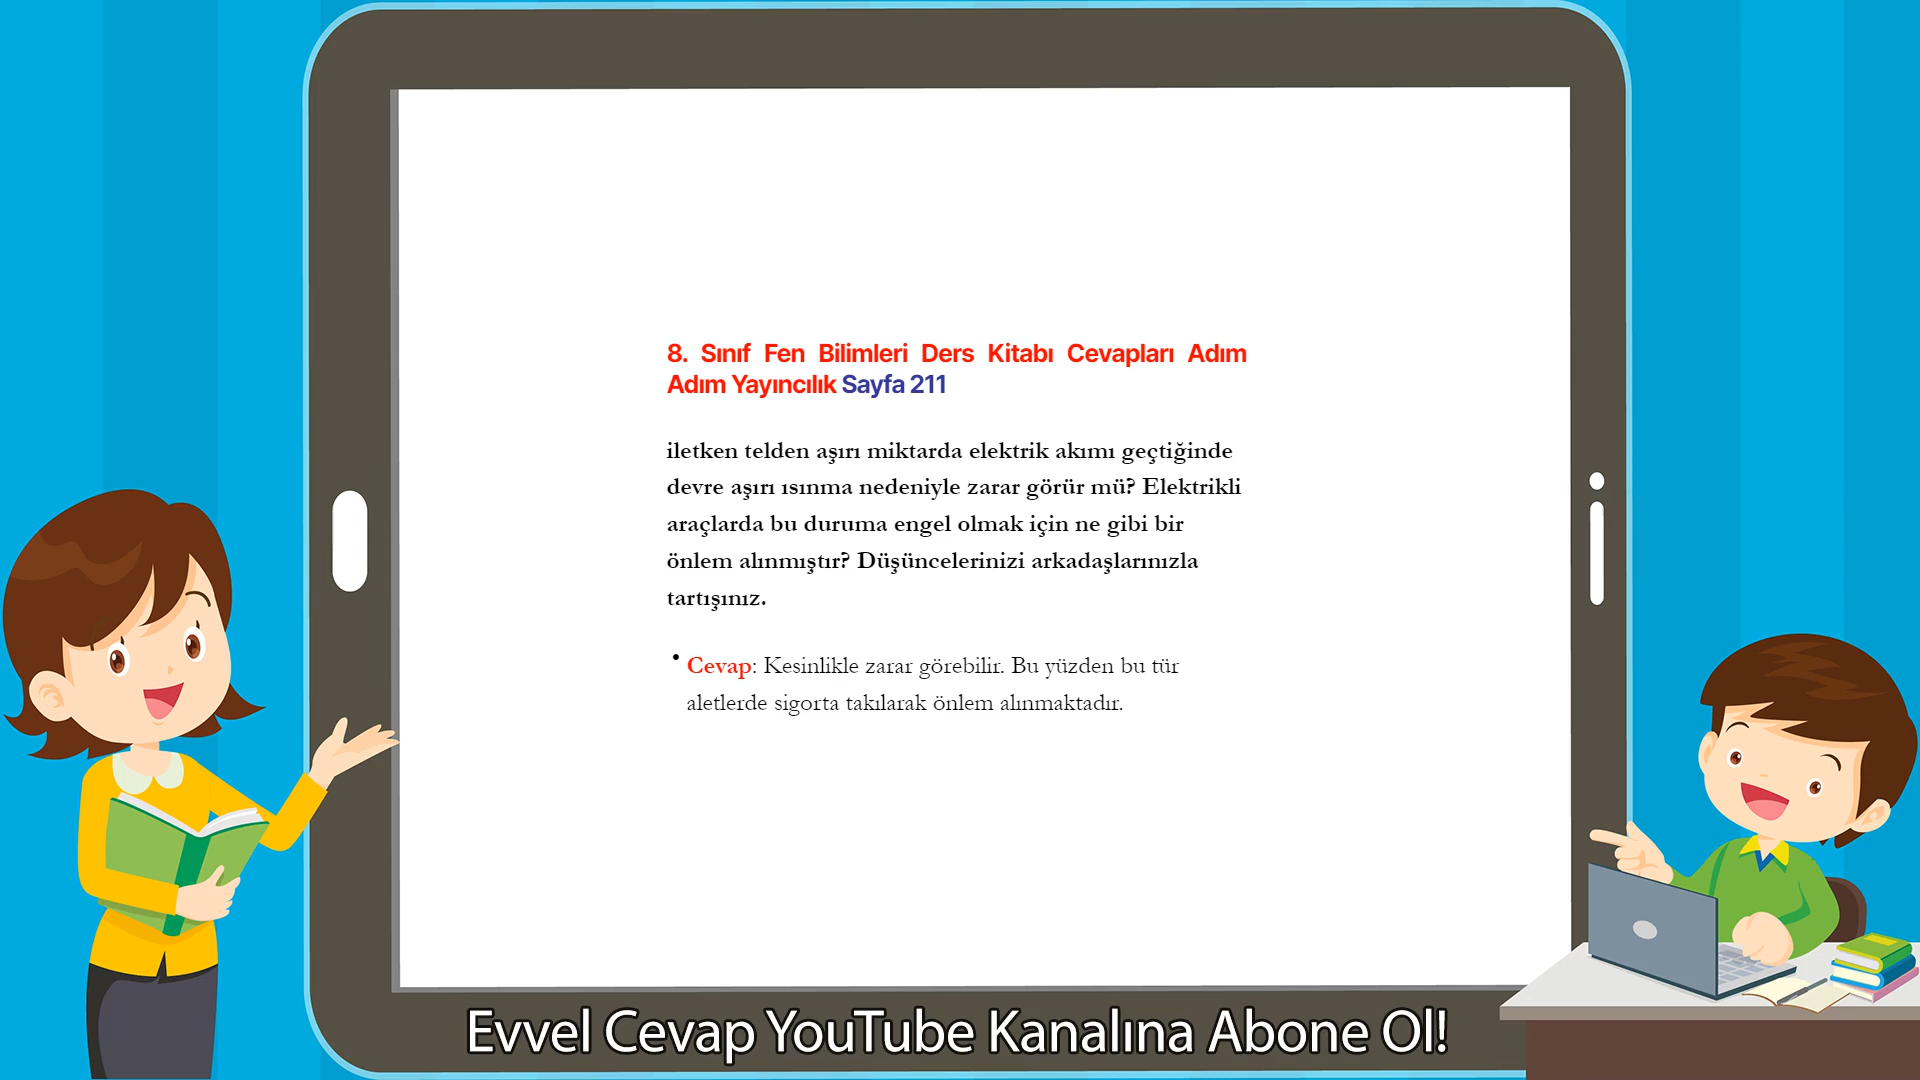 8. Sınıf Fen Bilimleri Ders Kitabı Cevapları Adım
Adım Yayıncılık Sayfa 211
iletken telden aşırı miktarda elektrik akımı geçtiğinde
devre aşırı ısınma nedeniyle zarar görür mü? Elektrikli
araçlarda bu duruma engel olmak için ne gibi bir
önlem alınmıştır? Düşüncelerinizi arkadaşlarınızla
tartışınız.
• Cevap: Kesinlikle zarar görebilir. Bu yüzden bu tür
aletlerde sigorta takılarak önlem alınmaktadır.
Evvel Cevap YouTube Kanalına Abone Ol!